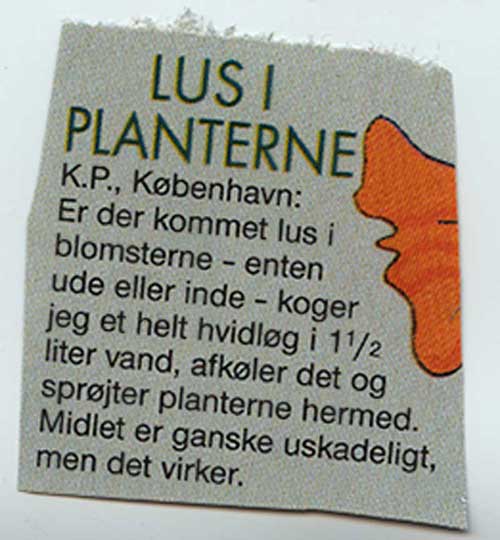 LUS I
PLANTERNE
K.P., København:
Er der kommet lus i
blomsterne - enten
ude eller inde - koger
jeg et helt hvidløg i 1 1/2
liter vand, afkøler det og
sprøjter planterne hermed.
Midlet er ganske uskadeligt,
men det virker.